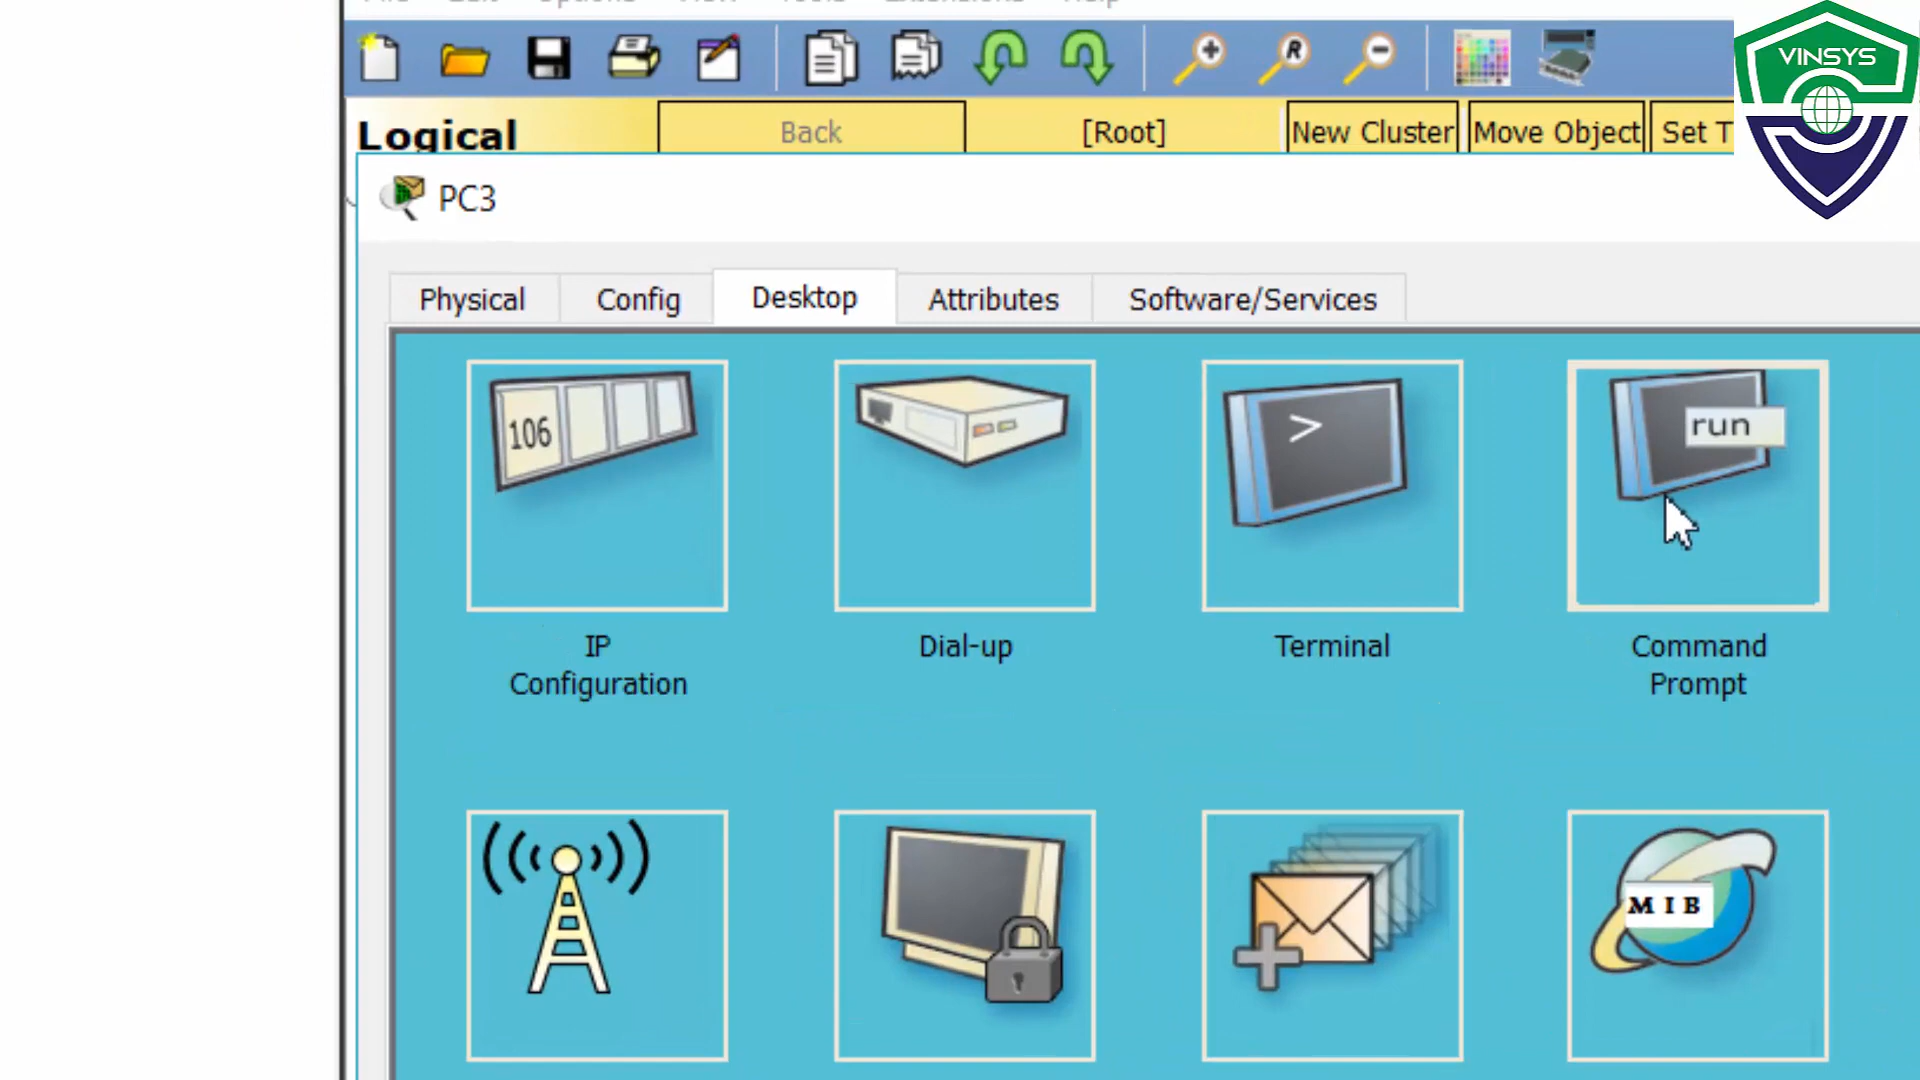 VINSYS
Logical
Back
[Root]
New Cluster
Move Object
Set T
PC3
Physical
Config
Desktop
Attributes
Software/Services
106
>
run
IP
Configuration
Dial-up
Terminal
Command
Prompt
MIB